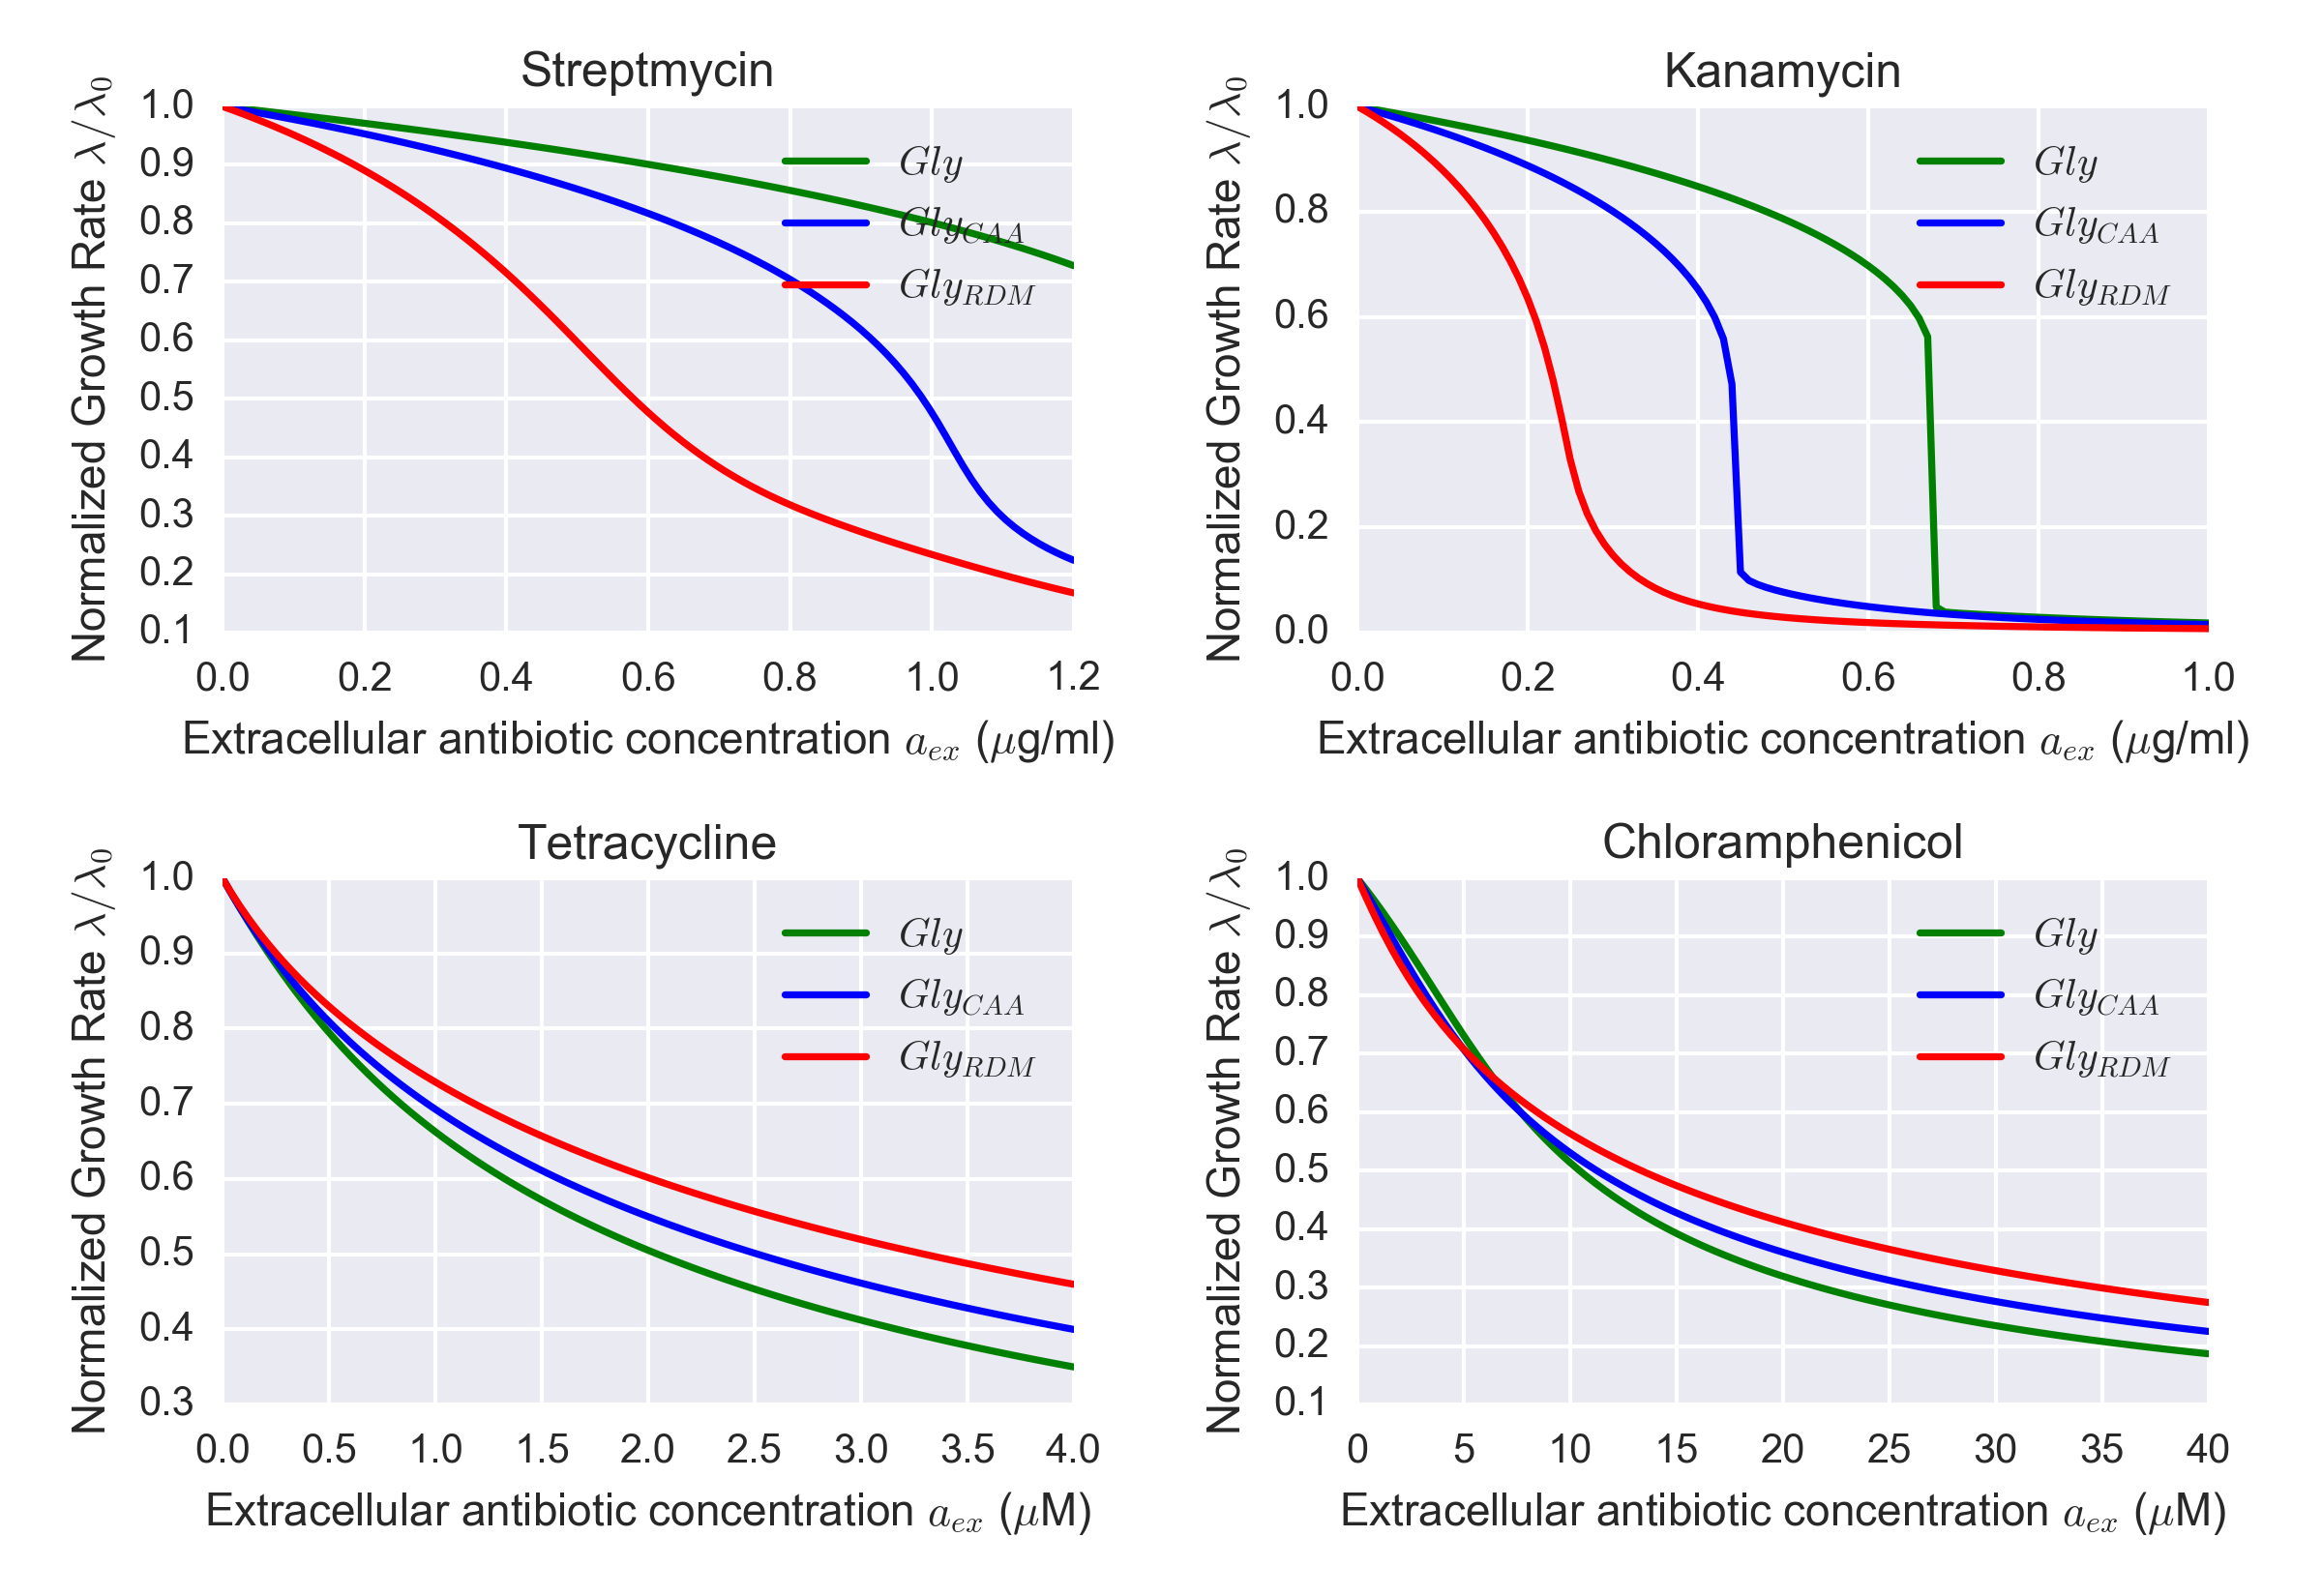 Streptmycin
Normalized Growth Rate λ/λ0
1.0
0.9
0.8
0.7
0.6
0.5
0.4
0.3
0.2
0.1
Gly
GlyCAA
GlyRDM
0.0 0.2 0.4 0.6 0.8 1.0 1.2
Extracellular antibiotic concentration aex (μg/ml)
Kanamycin
Normalized Growth Rate λ/λ0
1.0
0.8
0.6
0.4
0.2
0.0
Gly
GlyCAA
GlyRDM
0.0 0.2 0.4 0.6 0.8 1.0
Extracellular antibiotic concentration aex (μg/ml)
Tetracycline
Normalized Growth Rate λ/λ0
1.0
0.9
0.8
0.7
0.6
0.5
0.4
0.3
Gly
GlyCAA
GlyRDM
0.0 0.5 1.0 1.5 2.0 2.5 3.0 3.5 4.0
Extracellular antibiotic concentration aex (μM)
Chloramphenicol
Normalized Growth Rate λ/λ0
1.0
0.9
0.8
0.7
0.6
0.5
0.4
0.3
0.2
0.1
Gly
GlyCAA
GlyRDM
0 5 10 15 20 25 30 35 40
Extracellular antibiotic concentration aex (μM)